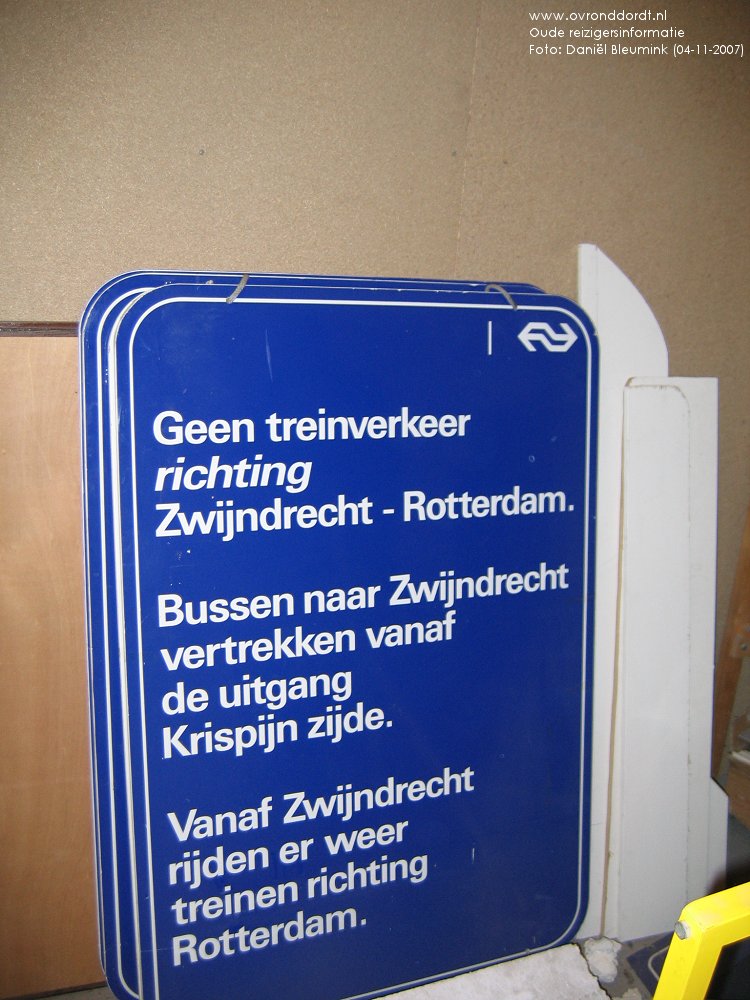 www.ovronddordt.nl
Oude reizigersinformatie
Foto: Daniël Bleumink (04-11-2007)
Geen treinverkeer
richting
Zwijndrecht - Rotterdam.
Bussen naar Zwijndrecht
vertrekken vanaf
de uitgang
Krispijn zijde.
Vanaf Zwijndrecht
rijden er weer
treinen richting
Rotterdam.